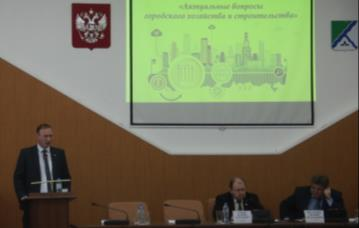 «Актуальные вопросы
городского хозяйства и строительства»